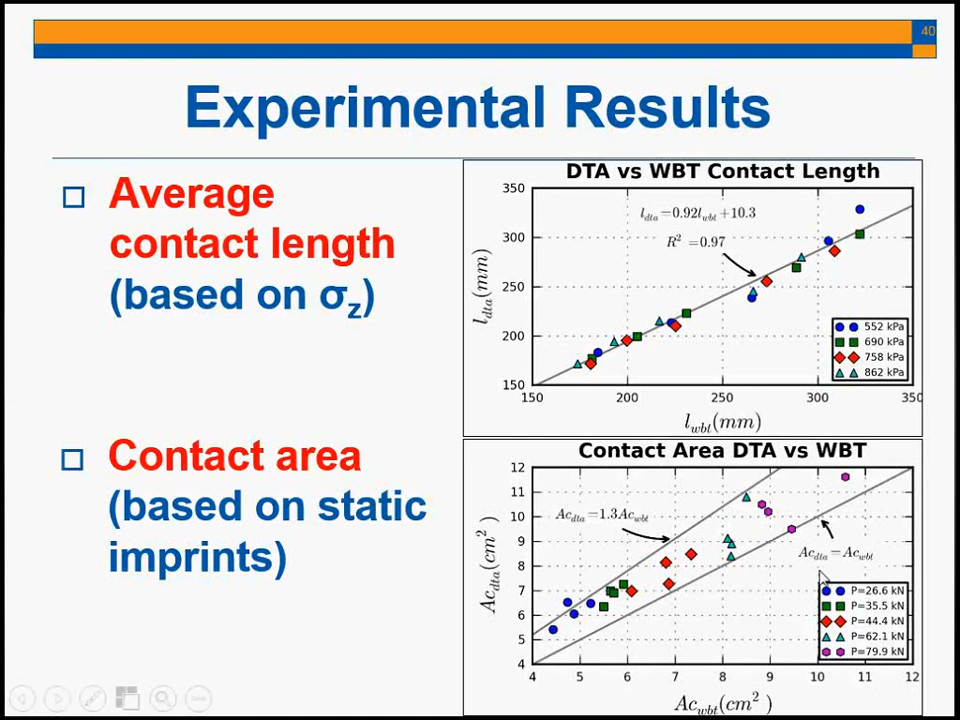 40
Experimental Results
Average
contact length
(based on σz)
Contact area
(based on static
imprints)
DTA vs WBT Contact Length
350
300
250
200
150
l_dta(mm)
l_dta=0.92l_wbt+10.3
R² =0.97
552 kPa
690 kPa
758 kPa
862 kPa
150 200 250 300 350
l_wbt(mm)
Contact Area DTA vs WBT
12
11
10
9
8
7
6
5
4
Ac_dta(cm²)
Ac_dta=1.3Ac_wbt
Ac_dta=Ac_wbt
P=26.6 kN
P=35.5 kN
P=44.4 kN
P=62.1 kN
P=79.9 kN
4 5 6 7 8 9 10 11 12
Ac_wbt(cm²)